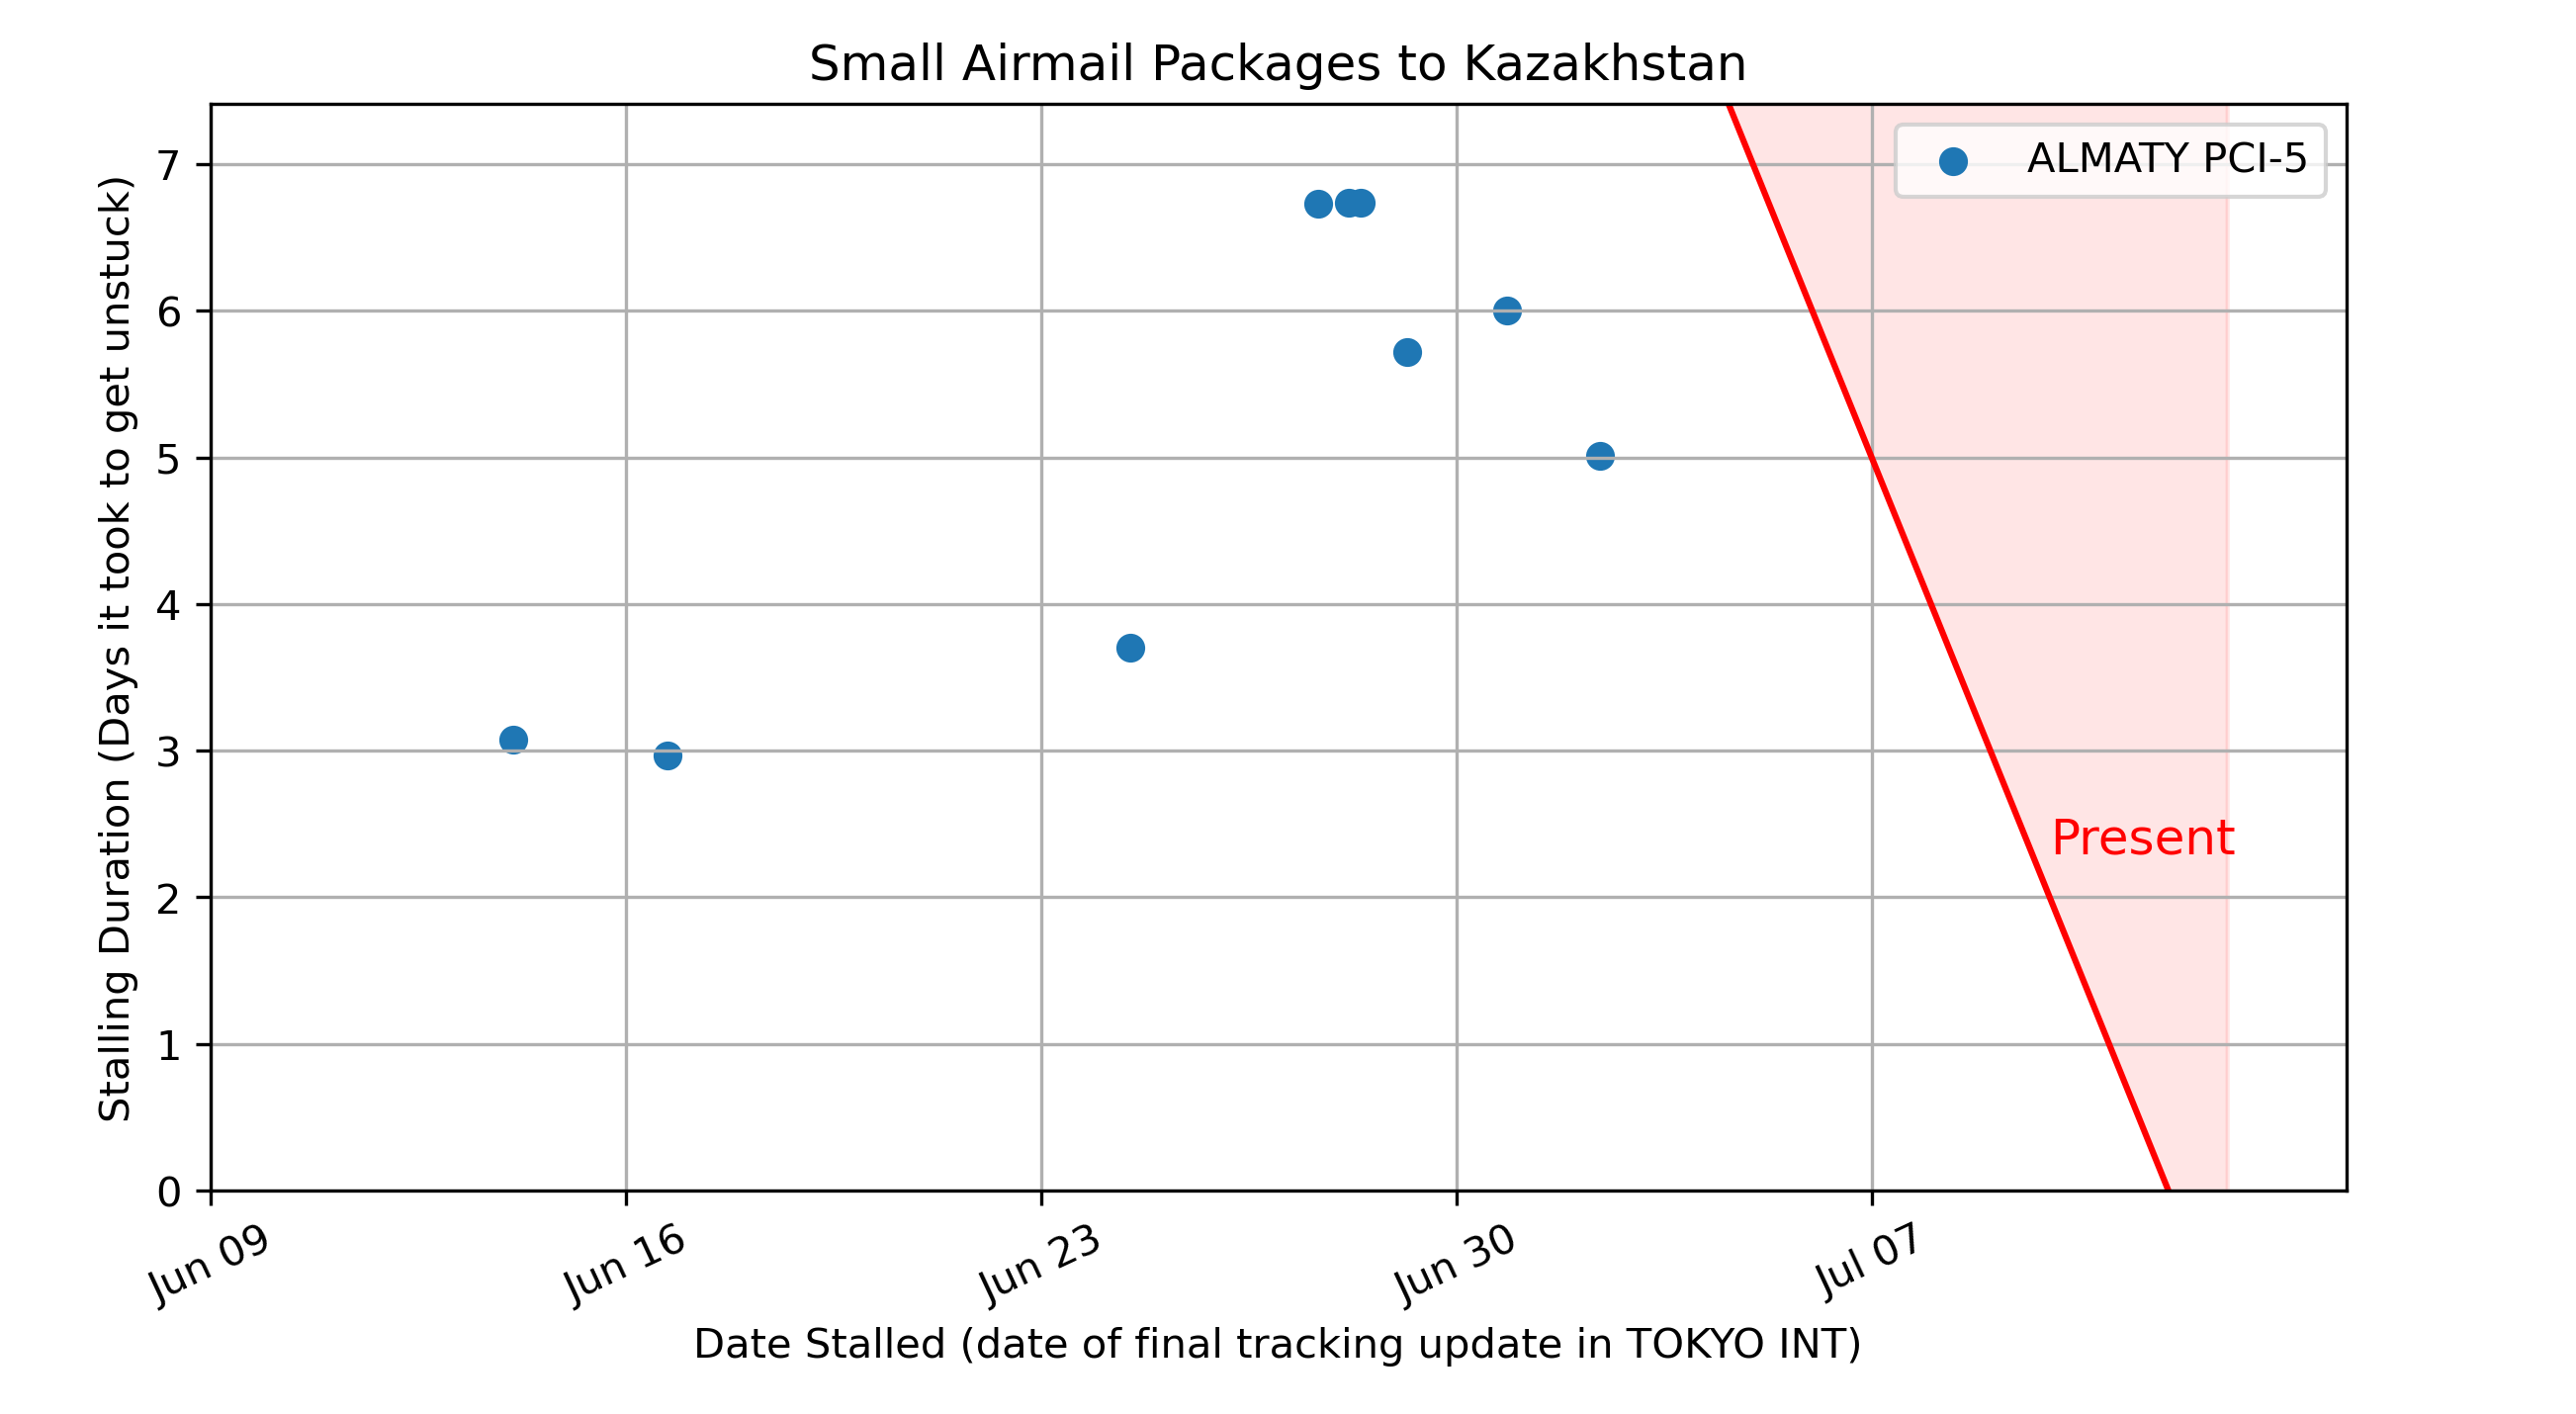 Small Airmail Packages to Kazakhstan
ALMATY PCI-5
Stalling Duration (Days it took to get unstuck)
7
6
5
4
3
2
1
0
Present
Jun 09
Jun 16
Jun 23
Jun 30
Jul 07
Date Stalled (date of final tracking update in TOKYO INT)